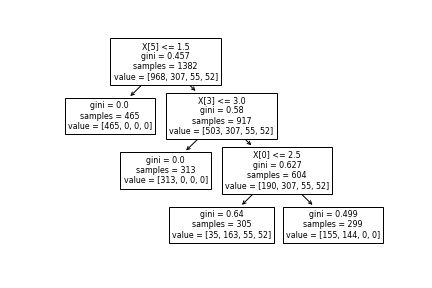 X[5] <= 1.5
gini = 0.457
samples = 1382
value = [968, 307, 55, 52]
gini = 0.0
samples = 465
value = [465, 0, 0, 0]
X[3] <= 3.0
gini = 0.58
samples = 917
value = [503, 307, 55, 52]
gini = 0.0
samples = 313
value = [313, 0, 0, 0]
X[0] <= 2.5
gini = 0.627
samples = 604
value = [190, 307, 55, 52]
gini = 0.64
samples = 305
value = [35, 163, 55, 52]
gini = 0.499
samples = 299
value = [155, 144, 0, 0]